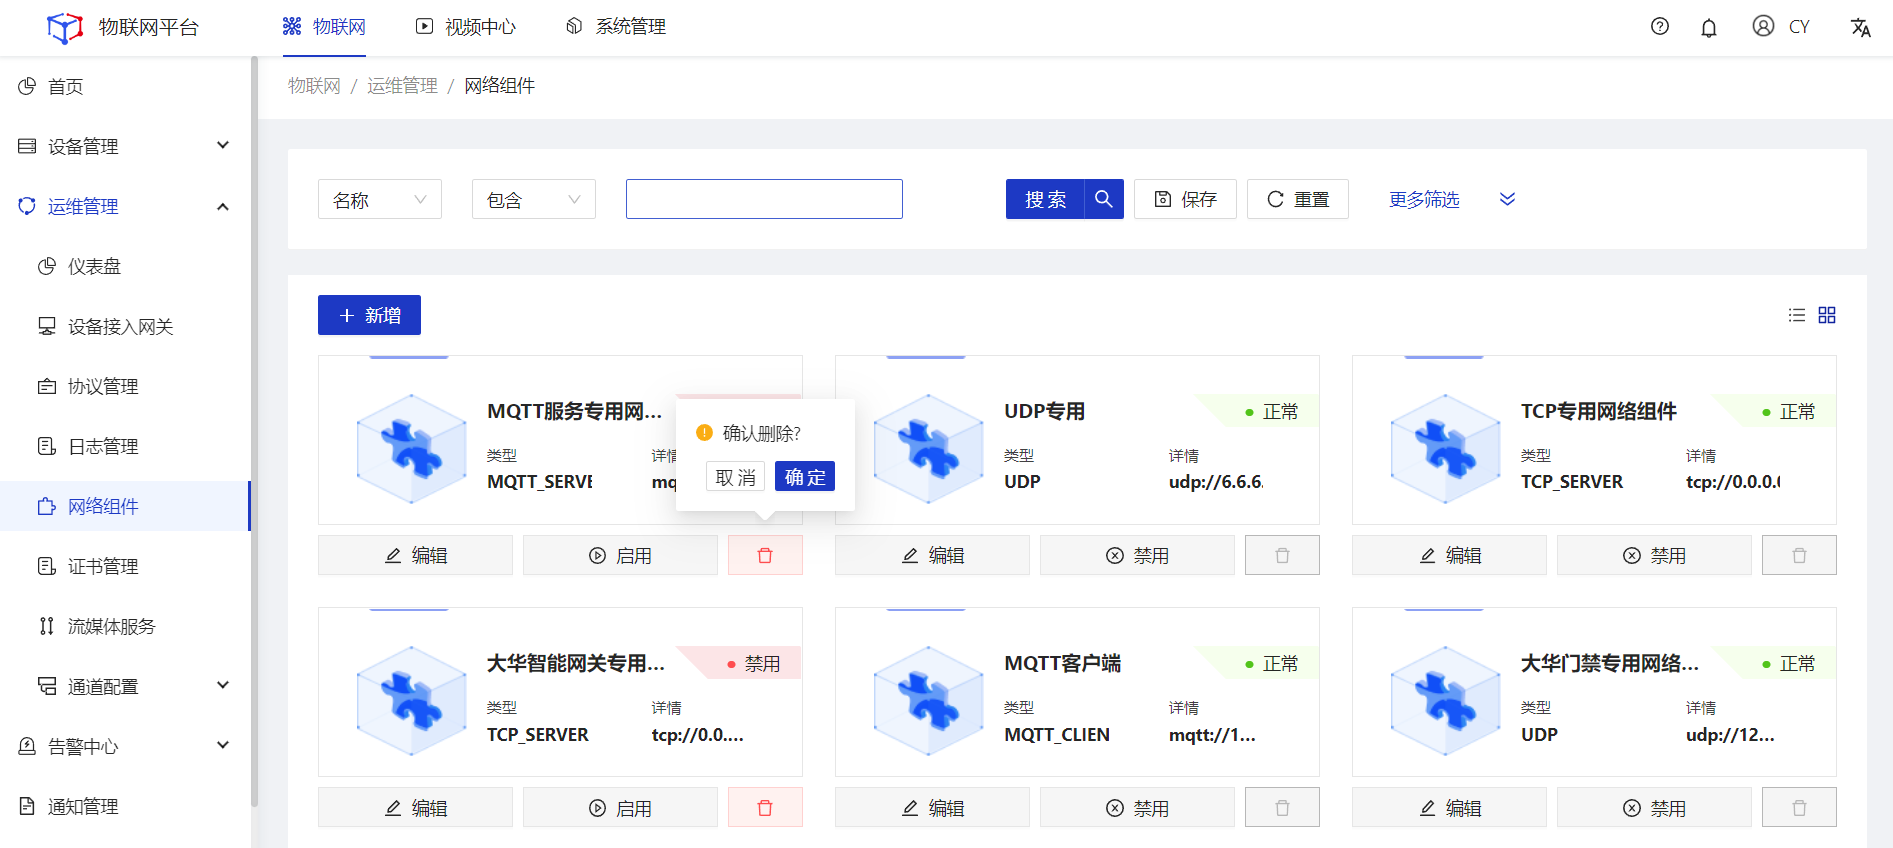 物联网平台
物联网
视频中心
系统管理
CY
首页
设备管理
运维管理
仪表盘
设备接入网关
协议管理
日志管理
网络组件
证书管理
流媒体服务
通道配置
告警中心
通知管理
物联网 / 运维管理 / 网络组件
名称
包含
搜索
保存
重置
更多筛选
新增
MQTT服务专用网...
类型
MQTT_SERVE
详情
mq
确认删除?
取消
确定
编辑
启用
UDP专用
正常
类型
UDP
详情
udp://6.6.6.
编辑
禁用
TCP专用网络组件
正常
类型
TCP_SERVER
详情
tcp://0.0.0.0
编辑
禁用
大华智能网关专用...
禁用
类型
TCP_SERVER
详情
tcp://0.0....
编辑
启用
MQTT客户端
正常
类型
MQTT_CLIEN
详情
mqtt://1...
编辑
禁用
大华门禁专用网络...
正常
类型
UDP
详情
udp://12...
编辑
禁用